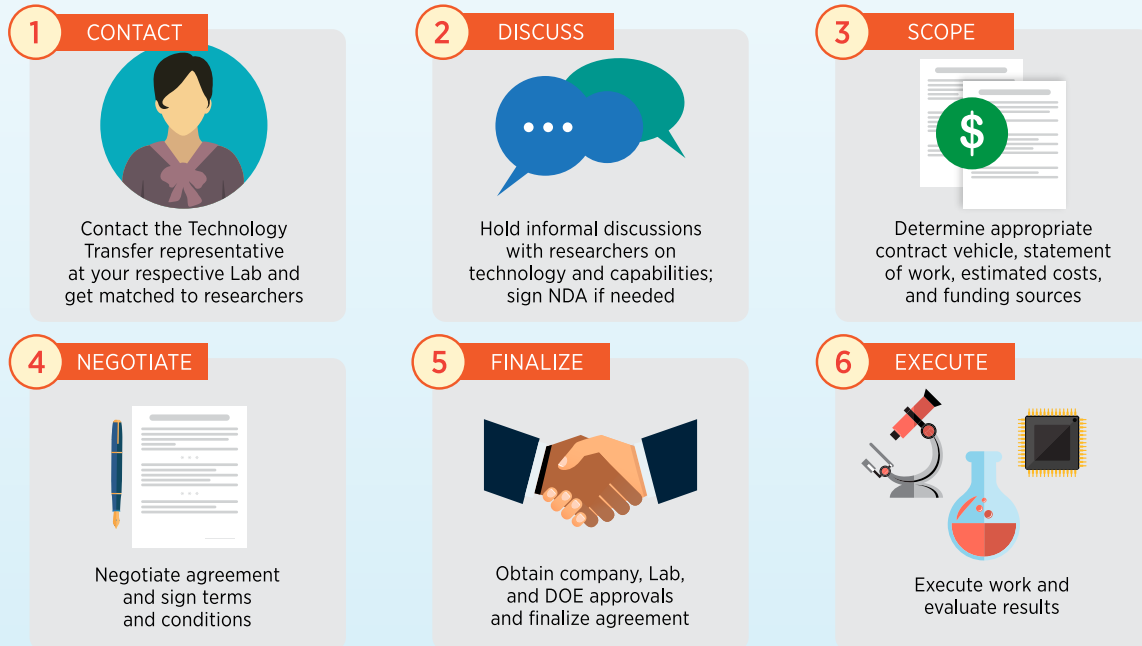 1 CONTACT
Contact the Technology
Transfer representative
at your respective Lab and
get matched to researchers
2 DISCUSS
Hold informal discussions
with researchers on
technology and capabilities;
sign NDA if needed
3 SCOPE
$
Determine appropriate
contract vehicle, statement
of work, estimated costs,
and funding sources
4 NEGOTIATE
Negotiate agreement
and sign terms
and conditions
5 FINALIZE
Obtain company, Lab,
and DOE approvals
and finalize agreement
6 EXECUTE
Execute work and
evaluate results